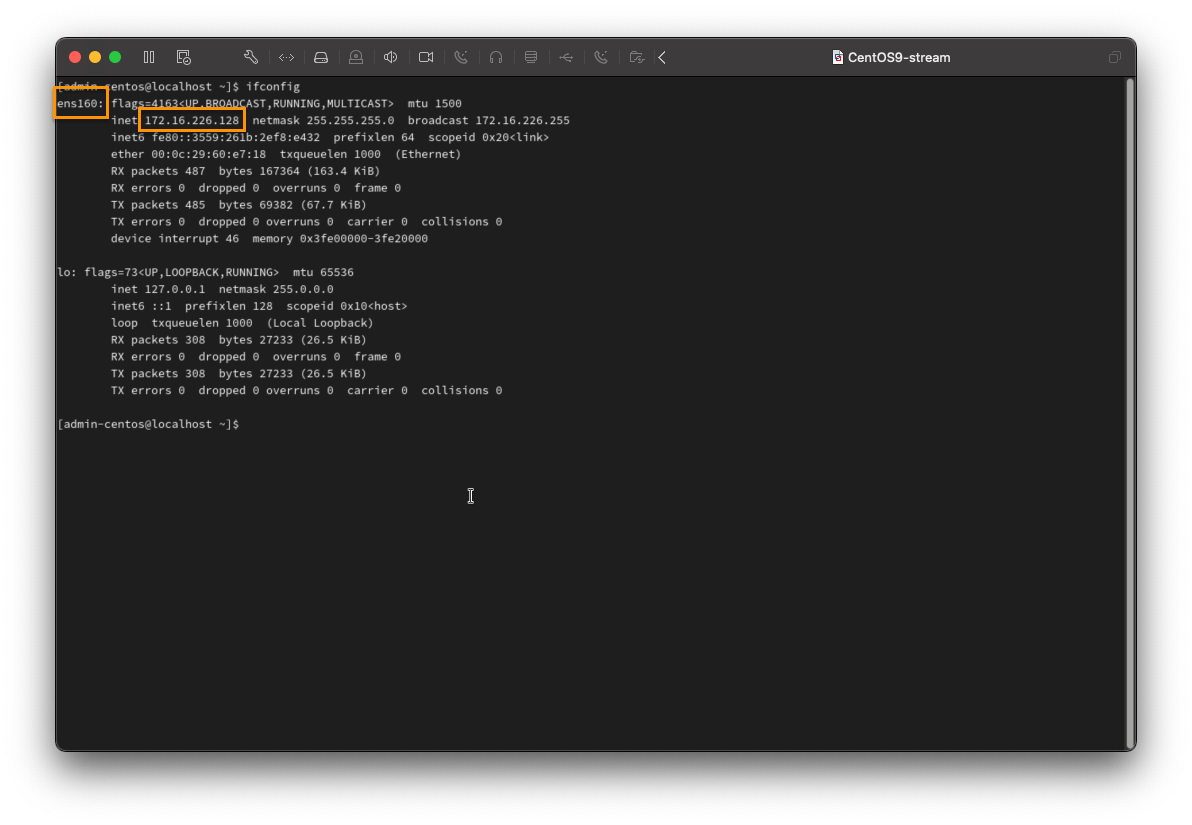 CentOS9-stream
[admin-centos@localhost ~]$ ifconfig
ens160: flags=4163<UP,BROADCAST,RUNNING,MULTICAST>  mtu 1500
        inet 172.16.226.128  netmask 255.255.255.0  broadcast 172.16.226.255
        inet6 fe80::3559:261b:2ef8:e432  prefixlen 64  scopeid 0x20<link>
        ether 00:0c:29:60:e7:18  txqueuelen 1000  (Ethernet)
        RX packets 487  bytes 167364 (163.4 KiB)
        RX errors 0  dropped 0  overruns 0  frame 0
        TX packets 485  bytes 69382 (67.7 KiB)
        TX errors 0  dropped 0 overruns 0  carrier 0  collisions 0
        device interrupt 46  memory 0x3fe00000-3fe20000
lo: flags=73<UP,LOOPBACK,RUNNING>  mtu 65536
        inet 127.0.0.1  netmask 255.0.0.0
        inet6 ::1  prefixlen 128  scopeid 0x10<host>
        loop  txqueuelen 1000  (Local Loopback)
        RX packets 308  bytes 27233 (26.5 KiB)
        RX errors 0  dropped 0  overruns 0  frame 0
        TX packets 308  bytes 27233 (26.5 KiB)
        TX errors 0  dropped 0 overruns 0  carrier 0  collisions 0
[admin-centos@localhost ~]$